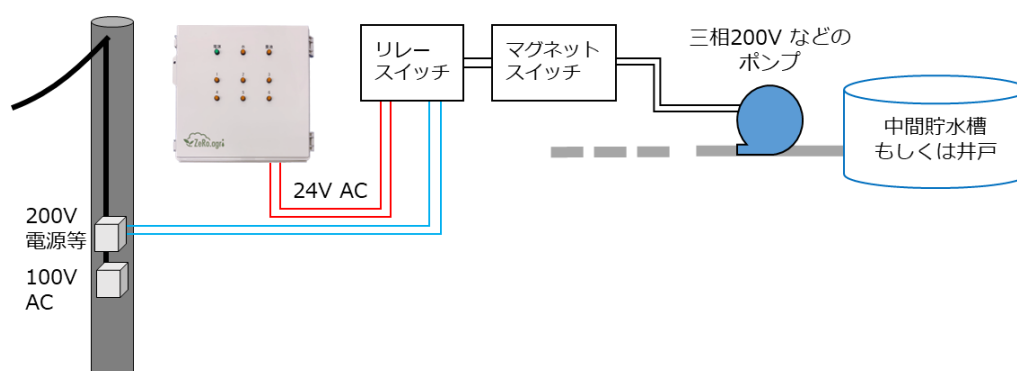 リレー
スイッチ
マグネット
スイッチ
三相200V などの
ポンプ
中間貯水槽
もしくは井戸
ZeRo.agri
24V AC
200V
電源等
100V
AC